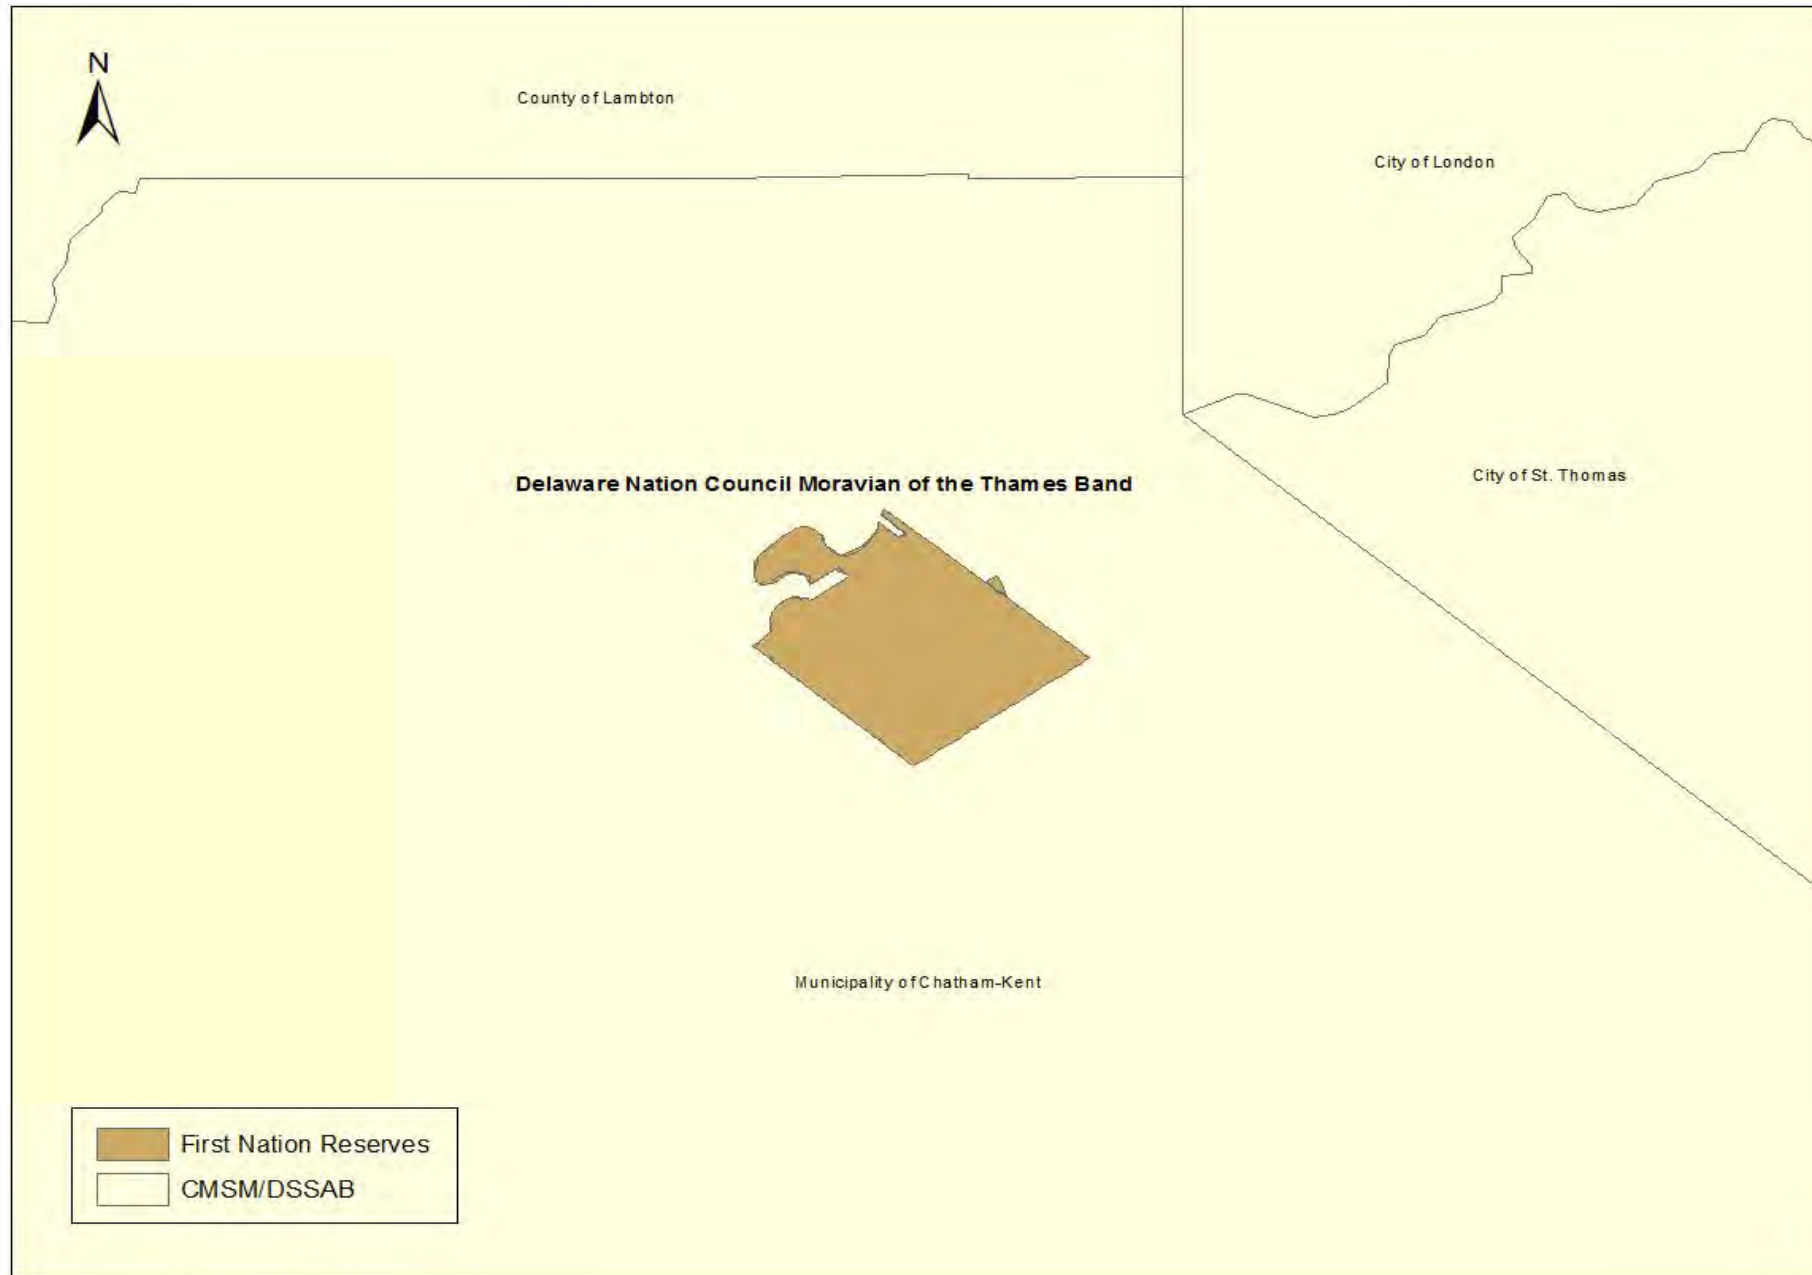 N
County of Lambton
City of London
Delaware Nation Council Moravian of the Thames Band
City of St. Thomas
Municipality of Chatham-Kent
First Nation Reserves
CMSM/DSSAB